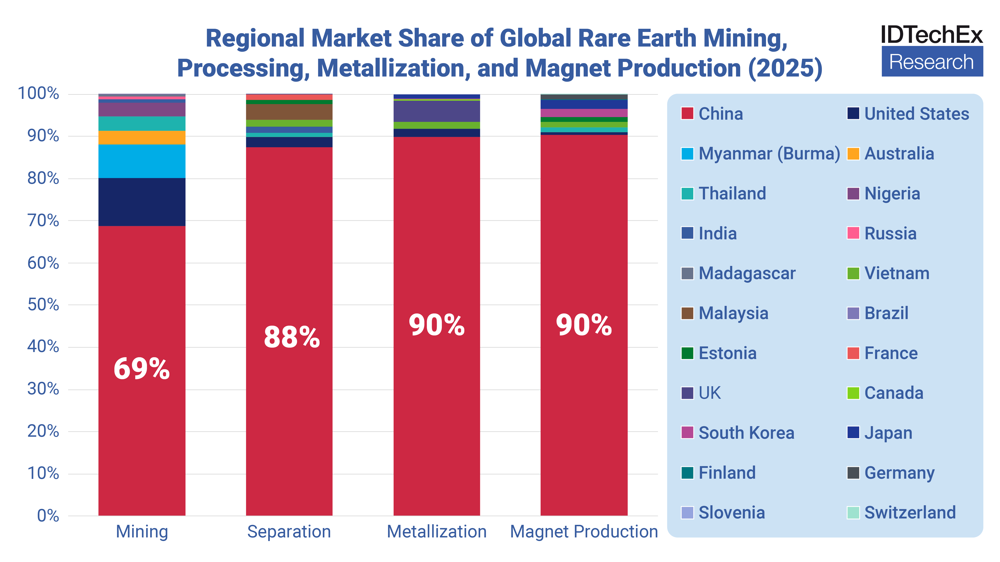 Regional Market Share of Global Rare Earth Mining,
Processing, Metallization, and Magnet Production (2025)
IDTechEx
Research
100%
90%
80%
70%
60%
50%
40%
30%
20%
10%
0%
69%
88%
90%
90%
Mining
Separation
Metallization
Magnet Production
China
United States
Myanmar (Burma)
Australia
Thailand
Nigeria
India
Russia
Madagascar
Vietnam
Malaysia
Brazil
Estonia
France
UK
Canada
South Korea
Japan
Finland
Germany
Slovenia
Switzerland